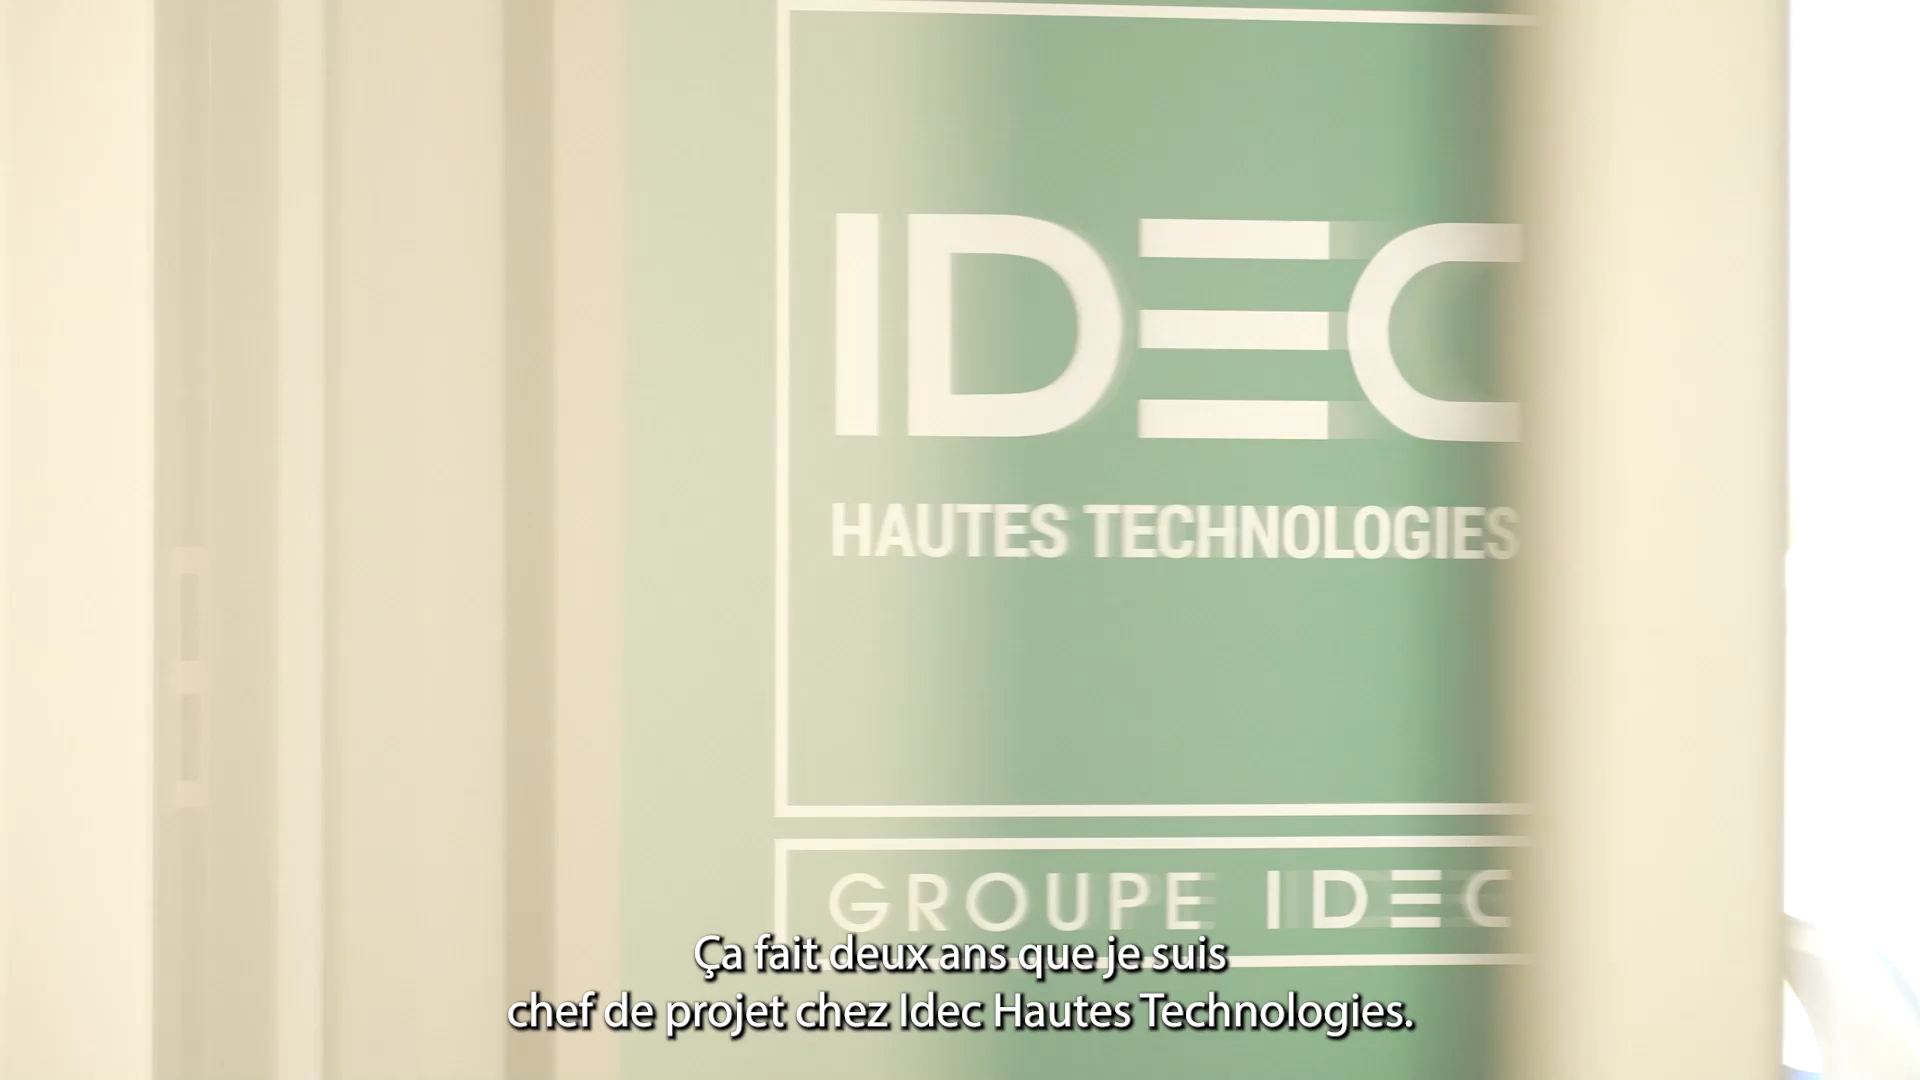 IDEC
HAUTES TECHNOLOGIES
GROUPE IDEC
Ça fait deux ans que je suis
chef de projet chez Idec Hautes Technologies.